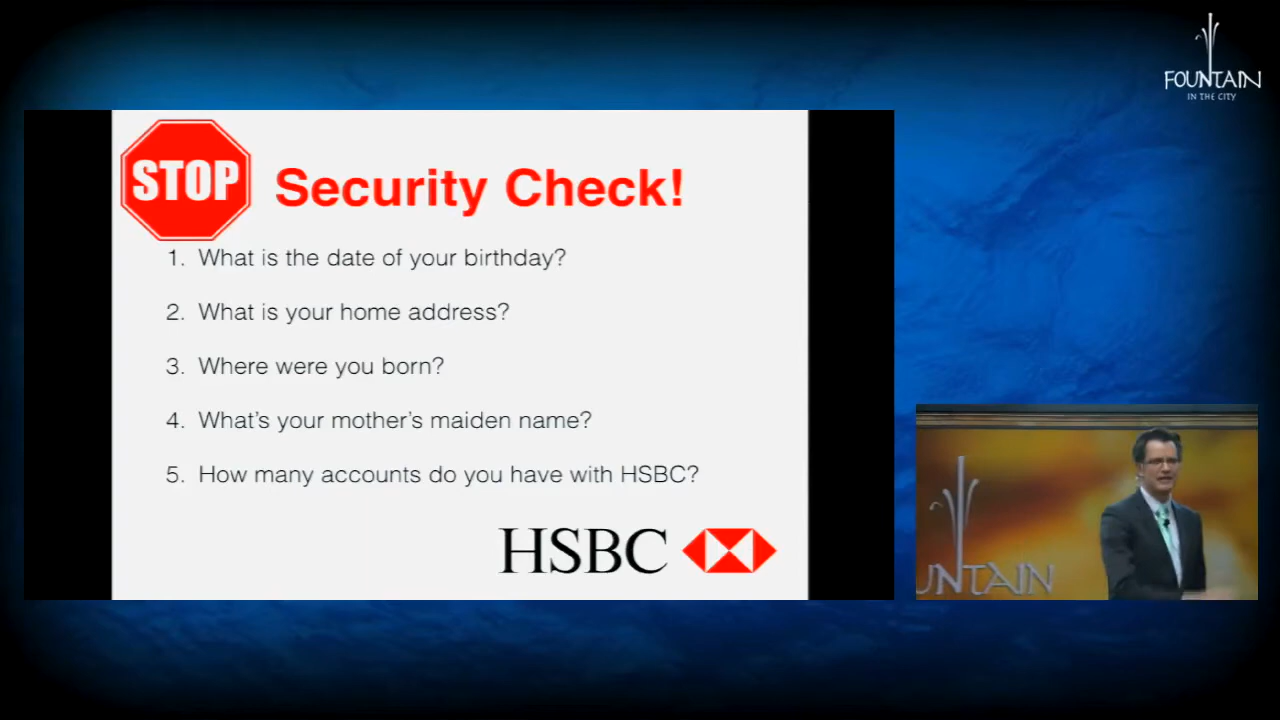 FOUNTAIN
IN THE CITY
STOP
Security Check!
1. What is the date of your birthday?
2. What is your home address?
3. Where were you born?
4. What's your mother's maiden name?
5. How many accounts do you have with HSBC?
HSBC
UNTAIN